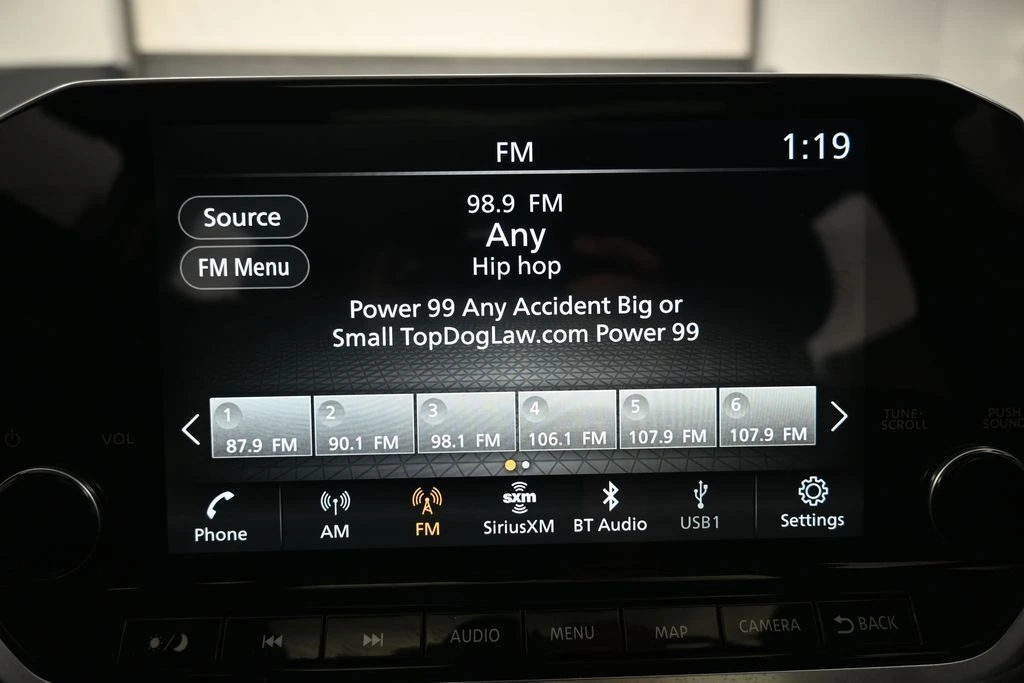 FM
1:19
Source
98.9 FM
Any
FM Menu
Hip hop
Power 99 Any Accident Big or
Small TopDogLaw.com Power 99
1
87.9 FM
2
90.1 FM
3
98.1 FM
4
106.1 FM
5
107.9 FM
6
107.9 FM
VOL
TUNE-
SCROLL
PUSH
SOUND
Phone
AM
FM
sxm
SiriusXM
BT Audio
USB1
Settings
AUDIO
MENU
MAP
CAMERA
BACK